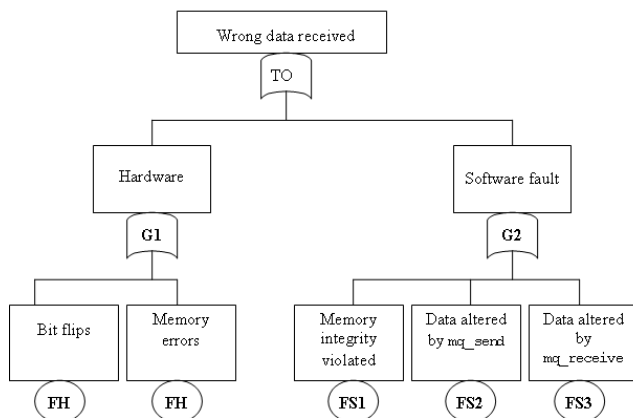 Wrong data received
TO
Hardware
Software fault
G1
G2
Bit flips
Memory
errors
Memory
integrity
violated
Data altered
by mq_send
Data altered
by
mq_receive
FH
FH
FS1
FS2
FS3